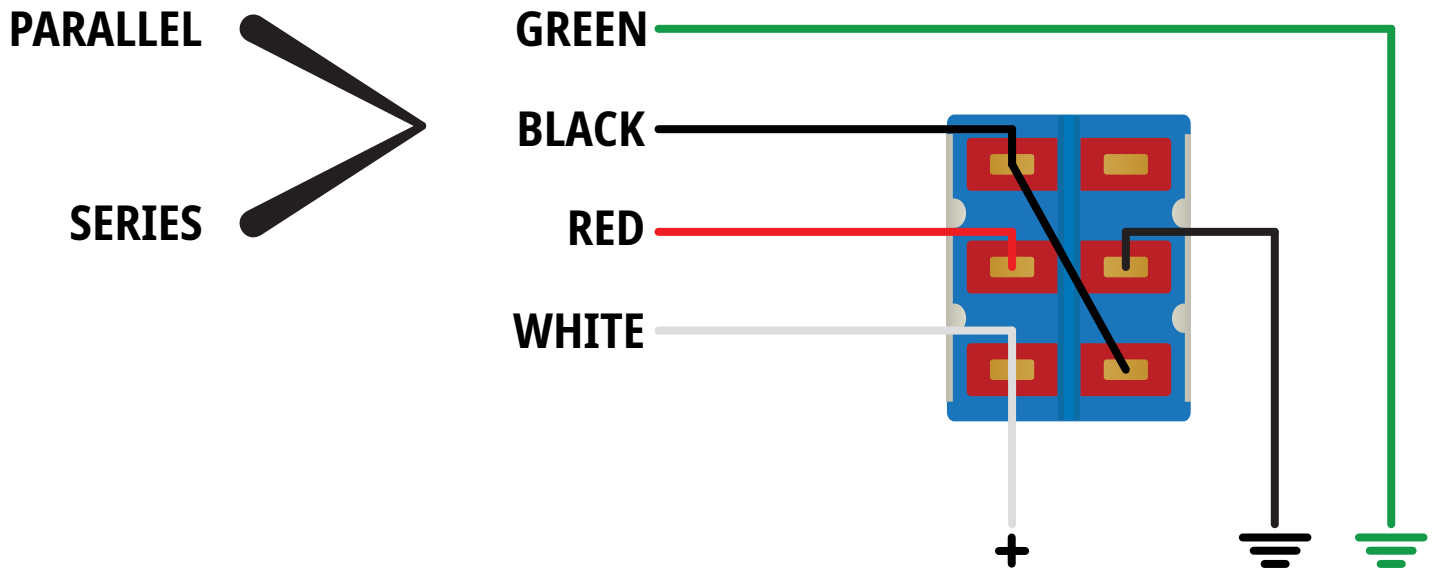 PARALLEL
SERIES
GREEN
BLACK
RED
WHITE
+